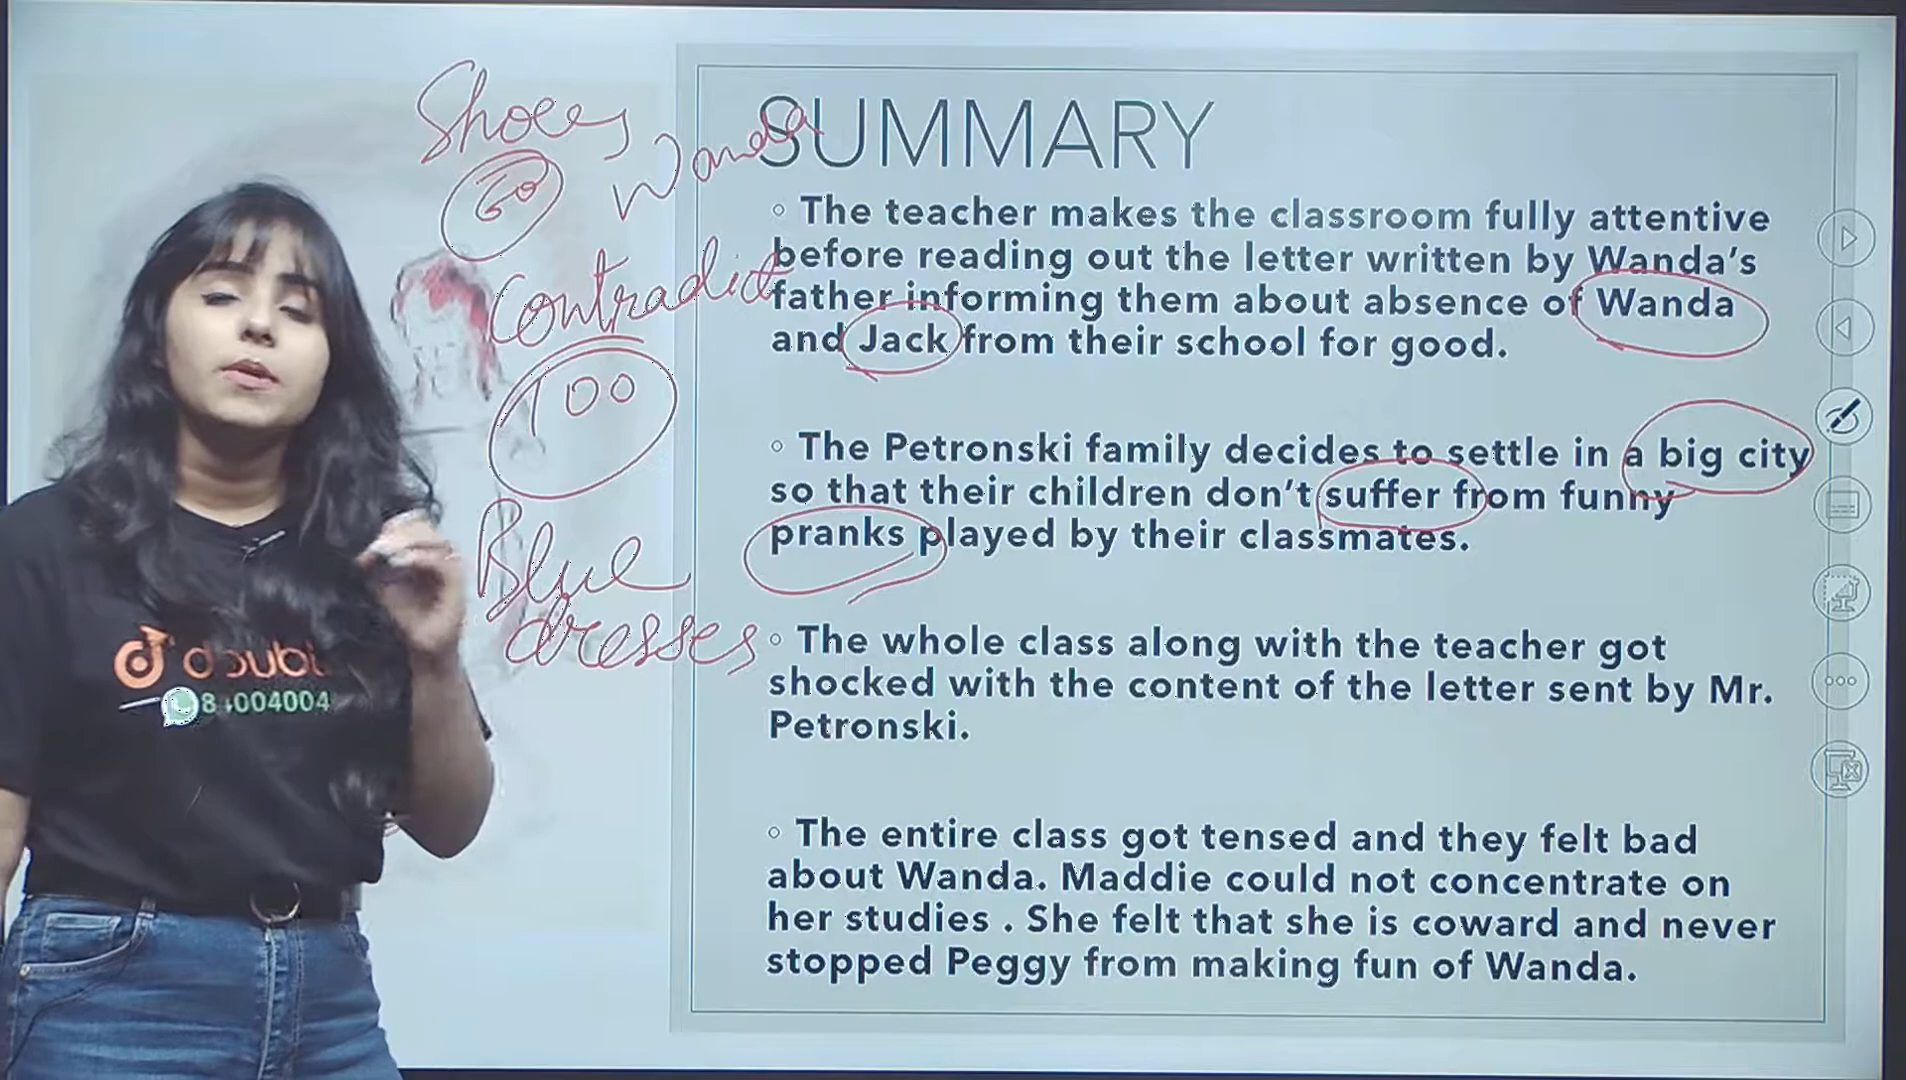 Shoes
60
Wanda
Contradict
100
Blue
dresses
SUMMARY
◦ The teacher makes the classroom fully attentive
before reading out the letter written by Wanda’s
father informing them about absence of Wanda
and Jack from their school for good.
◦ The Petronski family decides to settle in a big city
so that their children don’t suffer from funny
pranks played by their classmates.
◦ The whole class along with the teacher got
shocked with the content of the letter sent by Mr.
Petronski.
◦ The entire class got tensed and they felt bad
about Wanda. Maddie could not concentrate on
her studies . She felt that she is coward and never
stopped Peggy from making fun of Wanda.
004004